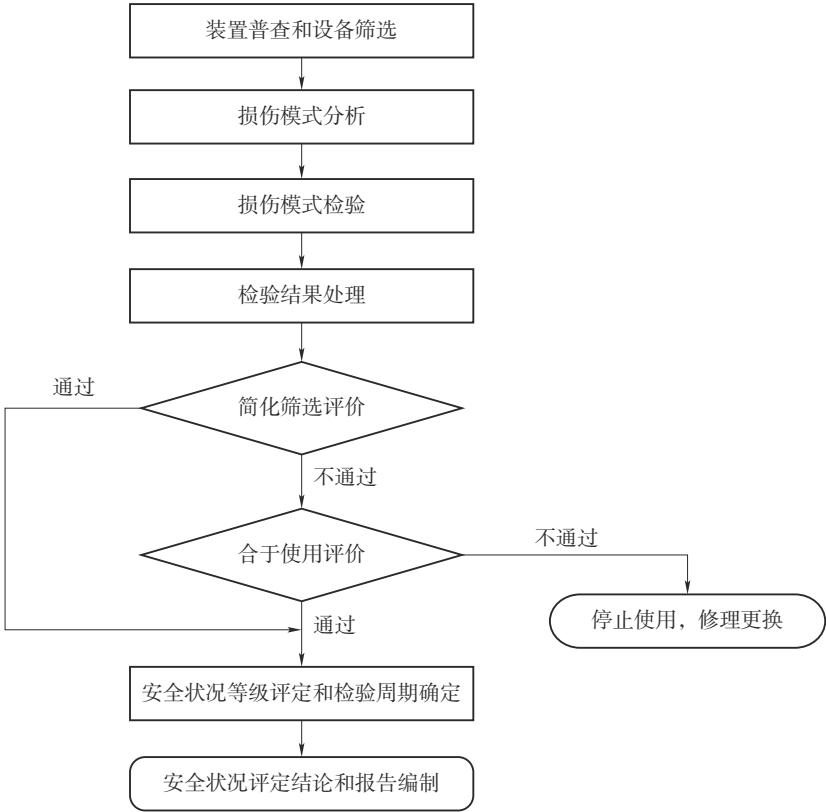 装置普查和设备筛选
损伤模式分析
损伤模式检验
检验结果处理
通过
简化筛选评价
不通过
合于使用评价
不通过
停止使用，修理更换
通过
安全状况等级评定和检验周期确定
安全状况评定结论和报告编制